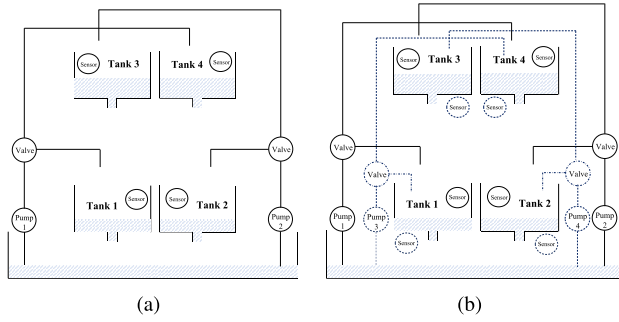 Sensor
Tank 3
Tank 4
Sensor
Valve
Valve
Tank 1
Sensor
Sensor
Tank 2
Pump
1
Pump
2
(a)
Sensor
Tank 3
Tank 4
Sensor
Sensor
Sensor
Valve
Valve
Valve
Valve
Tank 1
Sensor
Sensor
Tank 2
Pump
1
Pump
3
Pump
4
Pump
2
Sensor
Sensor
(b)